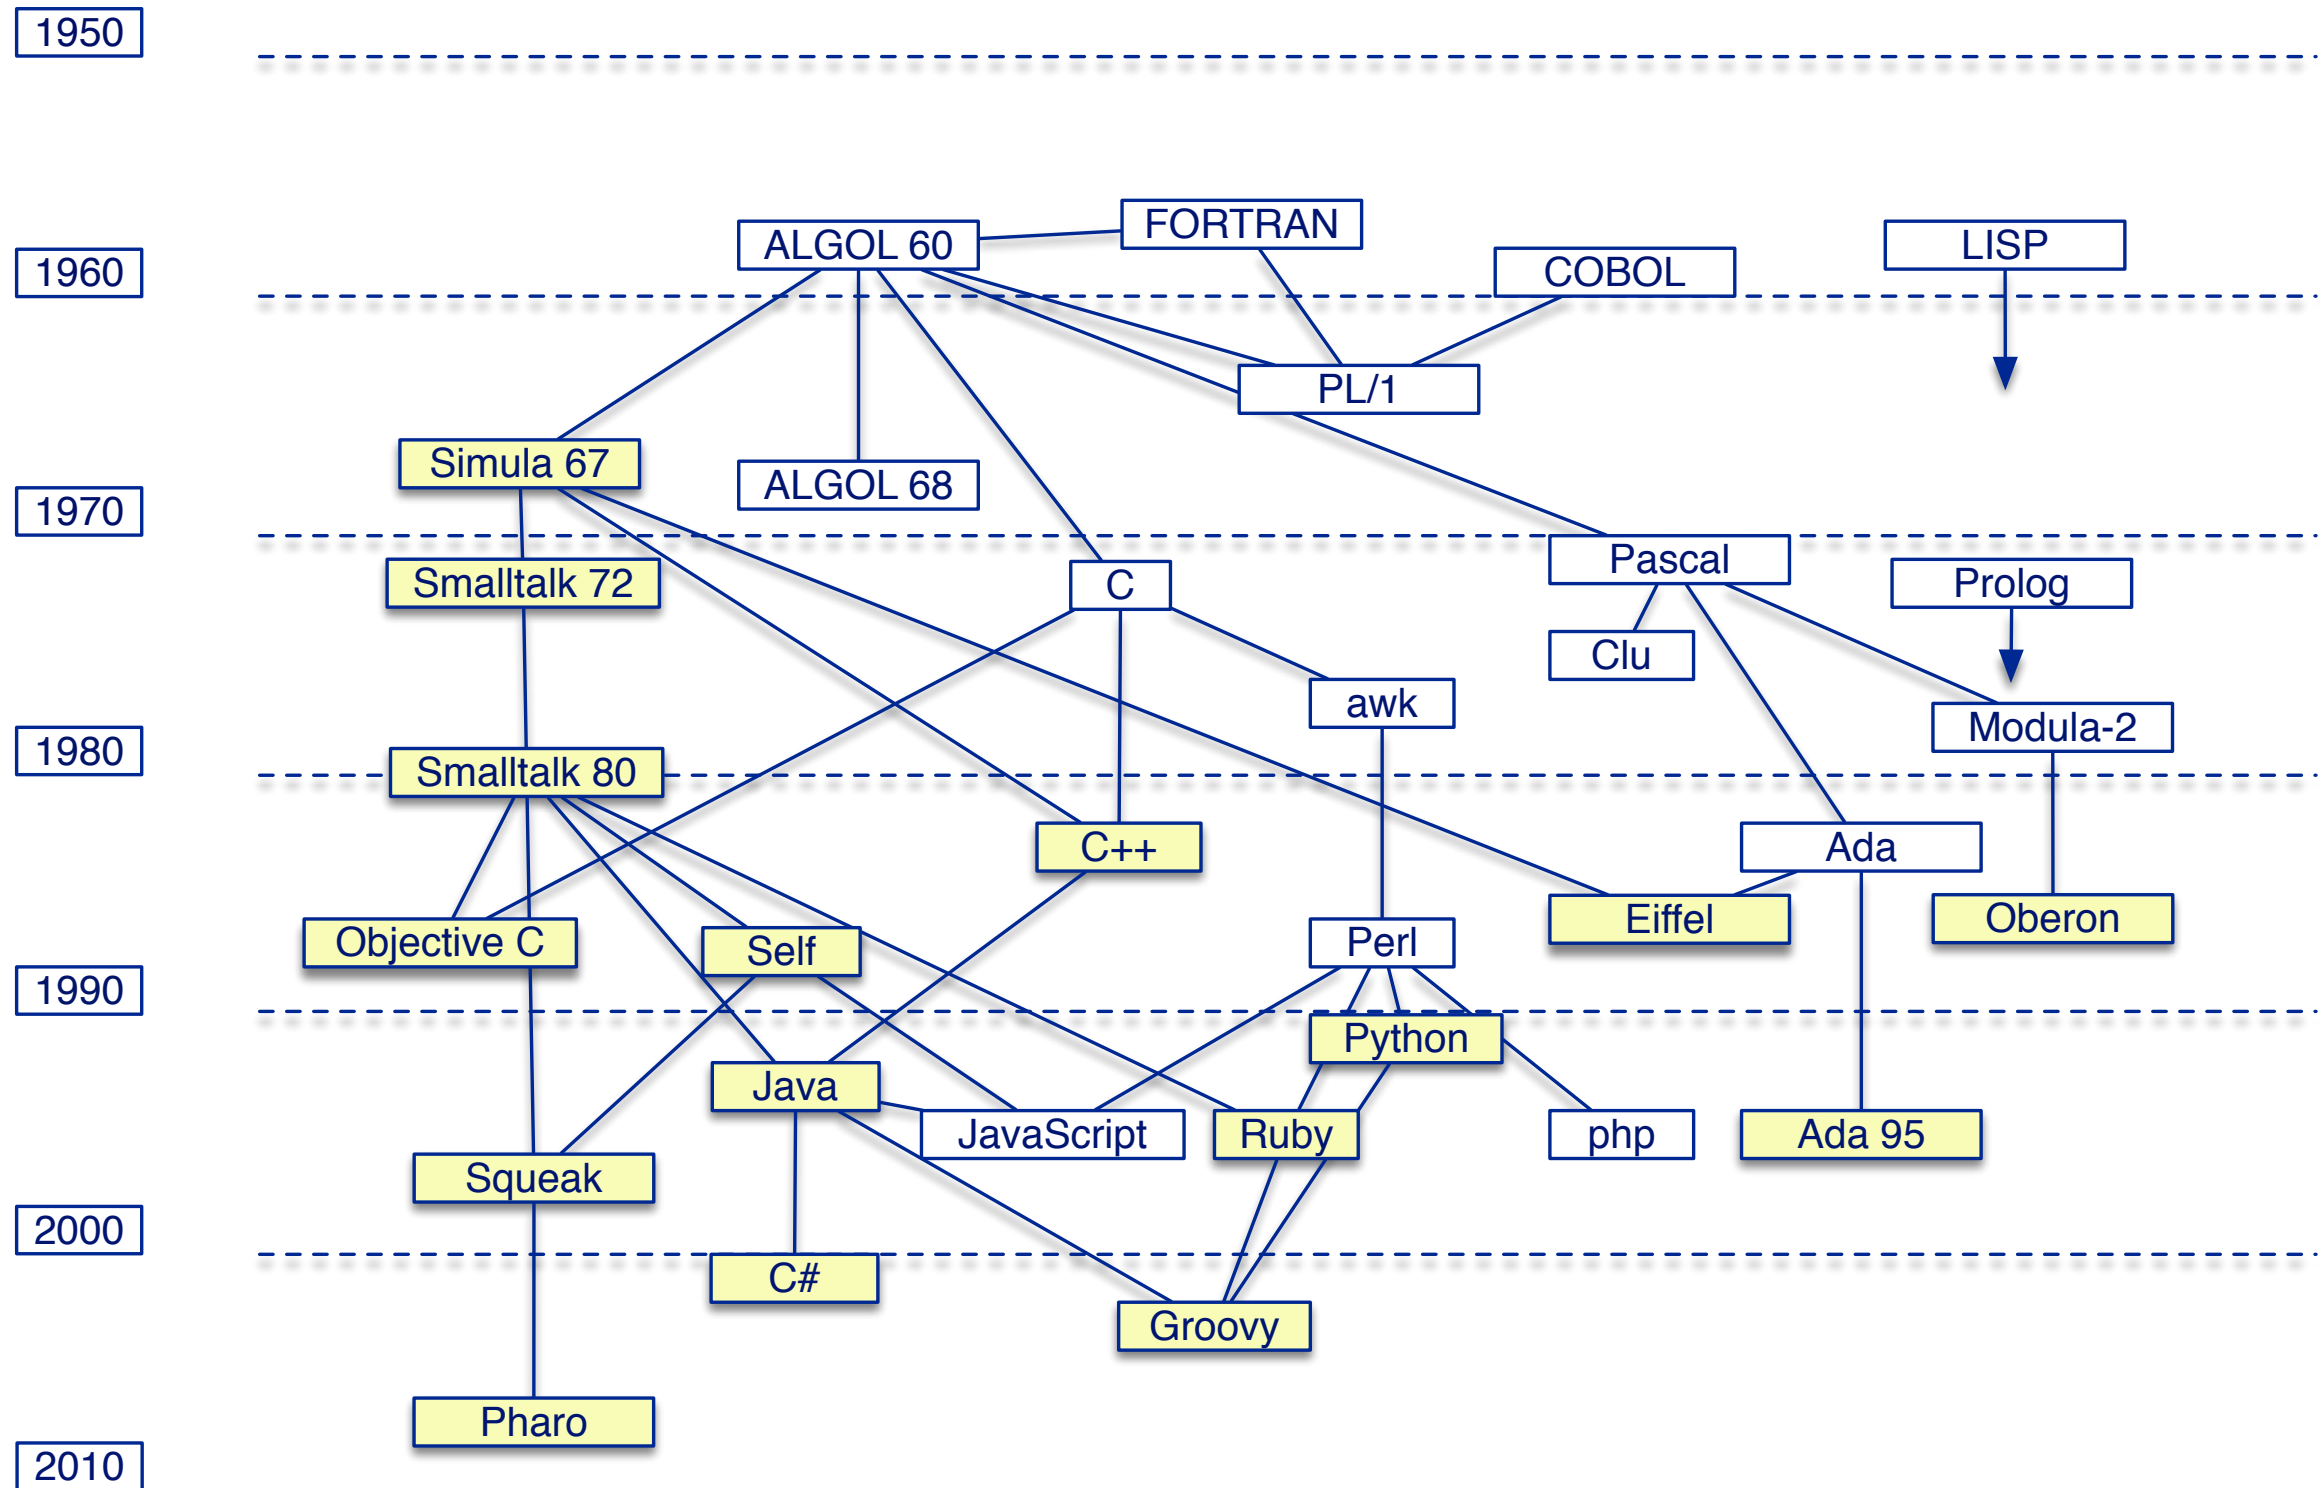 1950
FORTRAN
ALGOL 60
LISP
1960
COBOL
PL/1
Simula 67
ALGOL 68
1970
Pascal
Smalltalk 72
C
Prolog
Clu
awk
Modula-2
1980
Smalltalk 80
C++
Ada
Eiffel
Oberon
Objective C
Self
Perl
1990
Python
Java
JavaScript
Ruby
php
Ada 95
Squeak
2000
C#
Groovy
Pharo
2010